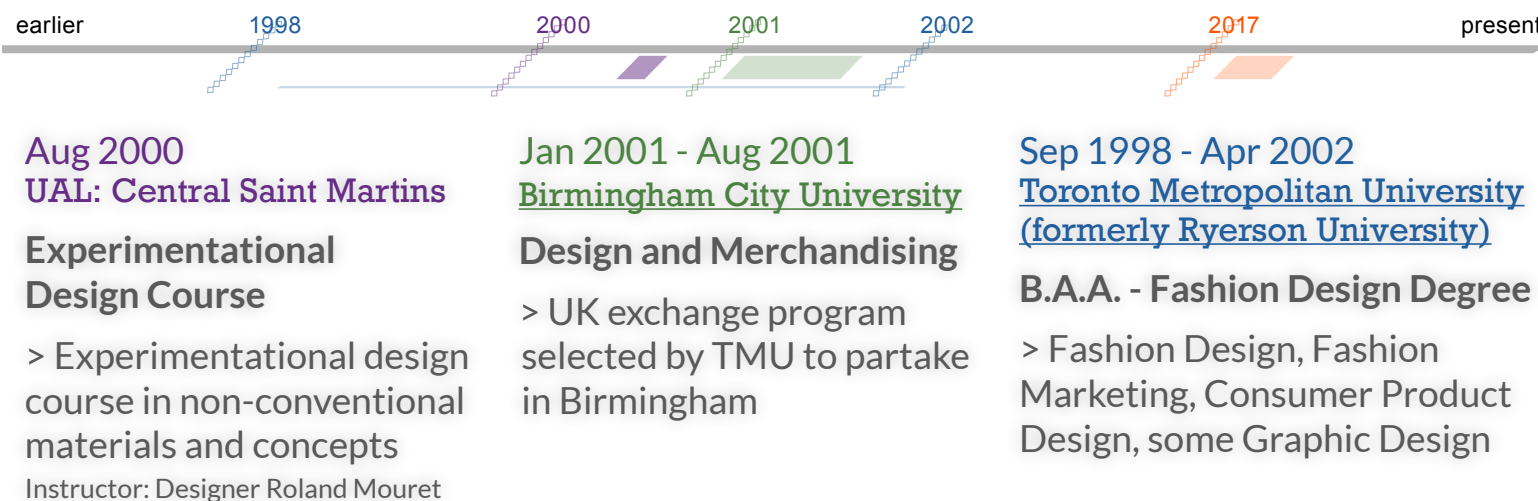 earlier 1998 2000 2001 2002 2017 present
Aug 2000
UAL: Central Saint Martins
Experimentational
Design Course
> Experimentational design
course in non-conventional
materials and concepts
Instructor: Designer Roland Mouret
Jan 2001 - Aug 2001
Birmingham City University
Design and Merchandising
> UK exchange program
selected by TMU to partake
in Birmingham
Sep 1998 - Apr 2002
Toronto Metropolitan University
(formerly Ryerson University)
B.A.A. - Fashion Design Degree
> Fashion Design, Fashion
Marketing, Consumer Product
Design, some Graphic Design